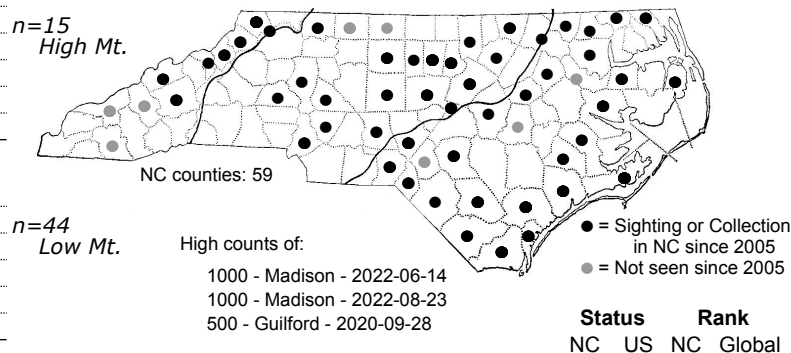 n=15
High Mt.
NC counties: 59
n=44
Low Mt.
High counts of:
1000 - Madison - 2022-06-14
1000 - Madison - 2022-08-23
500 - Guilford - 2020-09-28
= Sighting or Collection
in NC since 2005
= Not seen since 2005
Status Rank
NC US NC Global